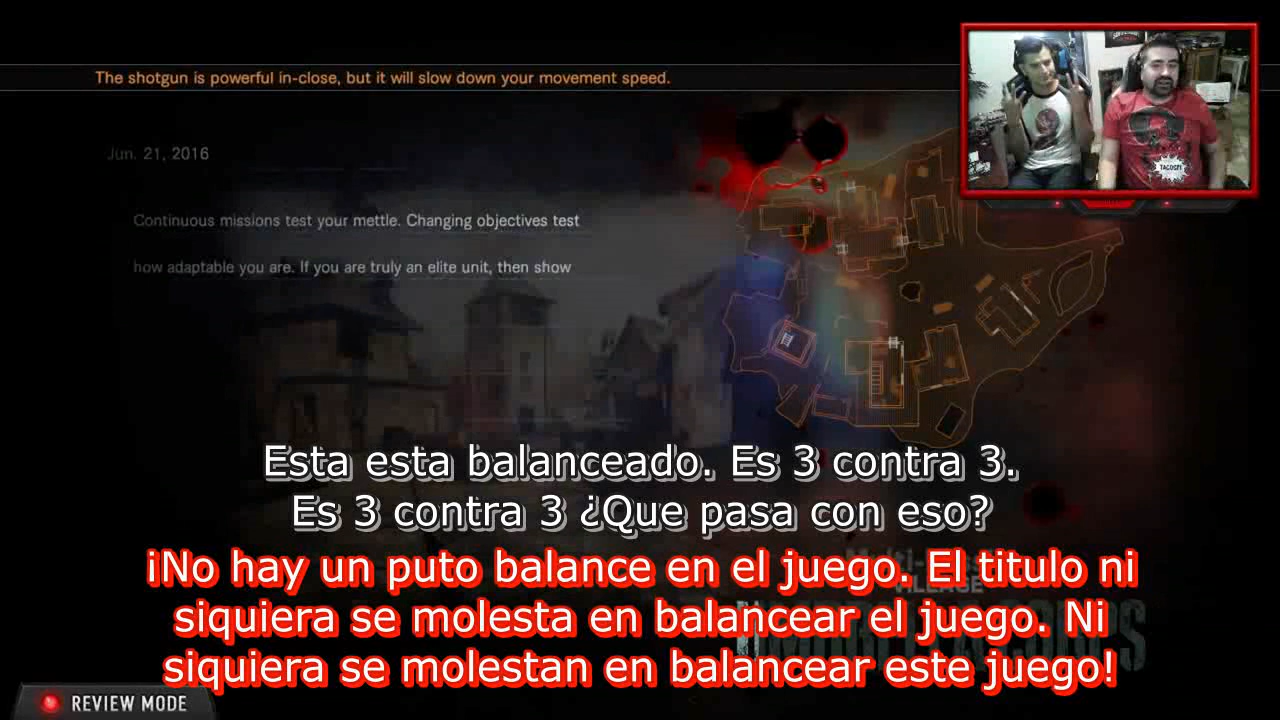 The shotgun is powerful in-close, but it will slow down your movement speed.
Jun. 21, 2016
Continuous missions test your mettle. Changing objectives test
how adaptable you are. If you are truly an elite unit, then show
TACOS!!
Esta esta balanceado. Es 3 contra 3.
Es 3 contra 3 ¿Que pasa con eso?
¡No hay un puto balance en el juego. El titulo ni
siquiera se molesta en balancear el juego. Ni
siquiera se molestan en balancear este juego!
VILLAGE
REVIEW MODE